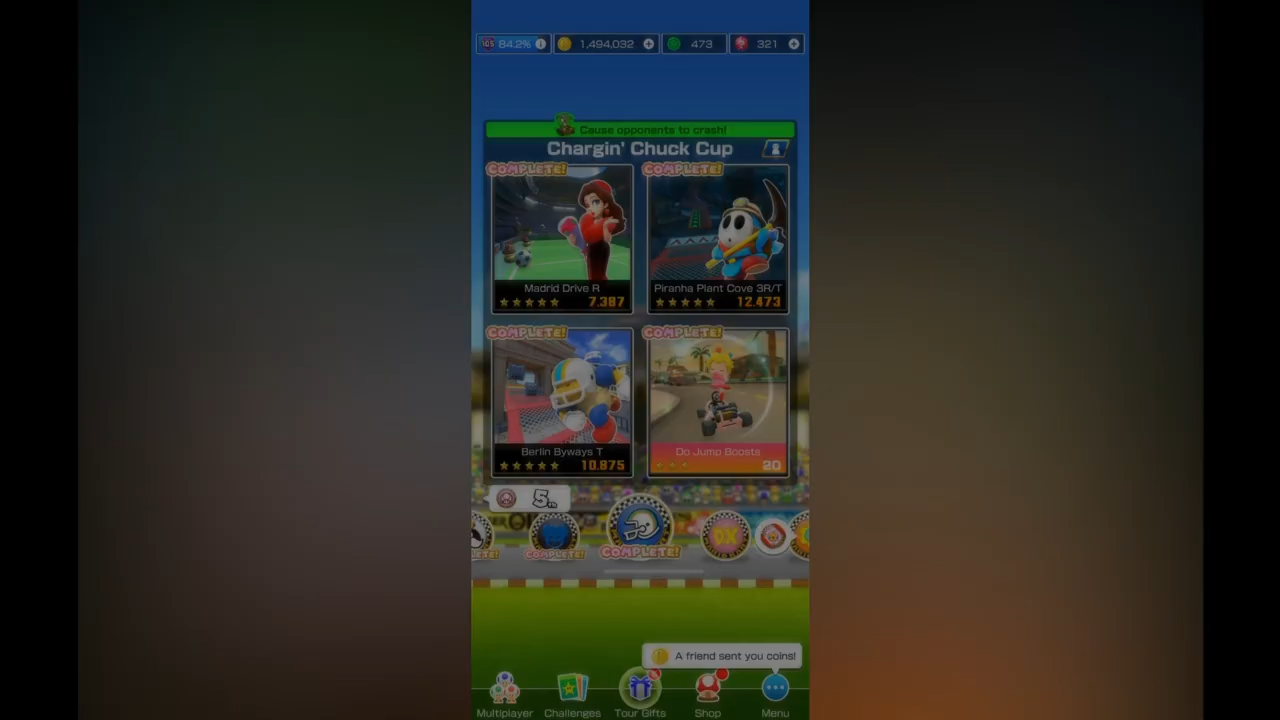 105 84.2% i 1,494,032 + 473 321 +
Cause opponents to crash!
Chargin' Chuck Cup
COMPLETE! COMPLETE!
Madrid Drive R Piranha Plant Cove 3R/T
7,387 12,473
COMPLETE! COMPLETE!
Berlin Byways T Do Jump Boosts
10,875 20
5TH
DX
COMPLETE! COMPLETE!
A friend sent you coins!
Multiplayer Challenges Tour Gifts Shop Menu